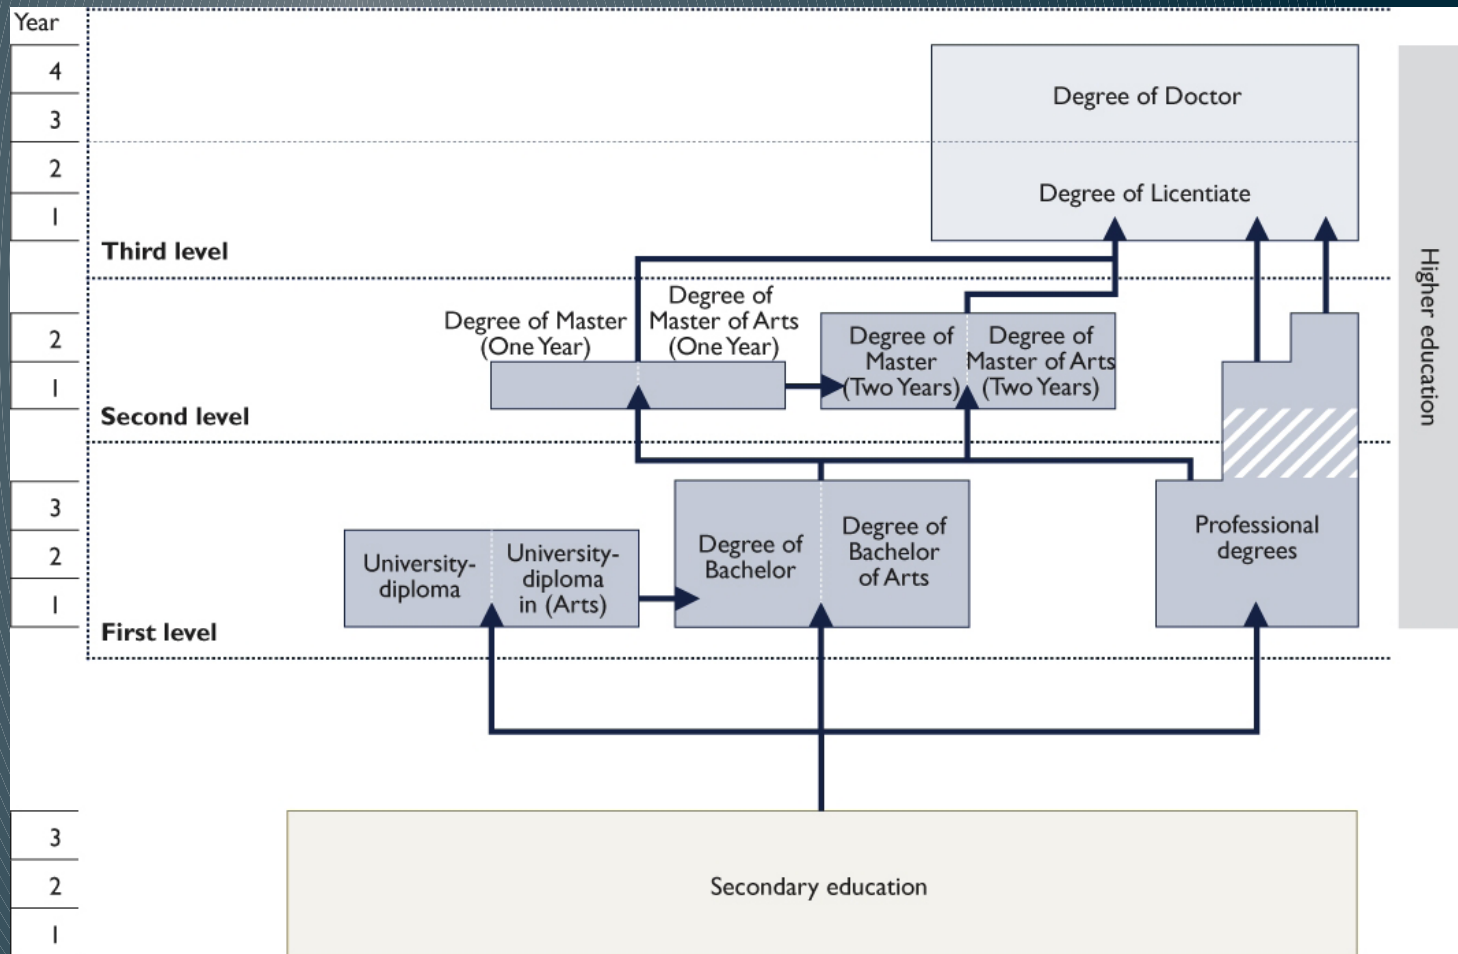 Year
4
3
2
1
Third level
2
1
Second level
3
2
1
First level
3
2
1
Degree of Doctor
Degree of Licentiate
Degree of Master
(One Year)
Degree of
Master of Arts
(One Year)
Degree of
Master
(Two Years)
Degree of
Master of Arts
(Two Years)
University-
diploma
University-
diploma
in (Arts)
Degree of
Bachelor
Degree of
Bachelor
of Arts
Professional
degrees
Secondary education
Higher education